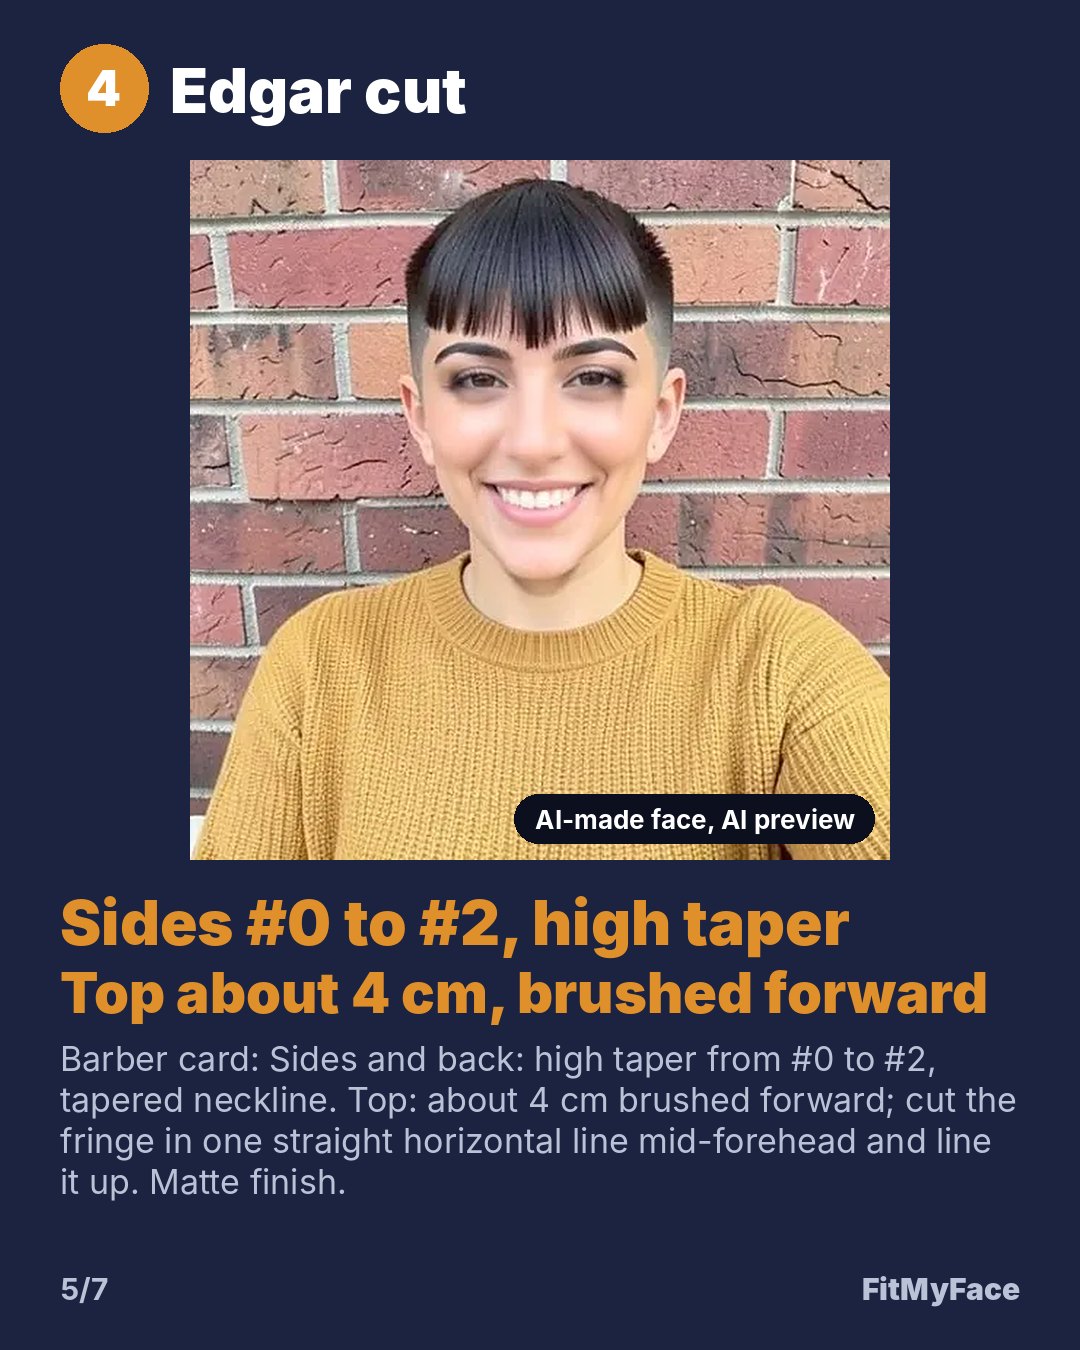 4 Edgar cut
AI-made face, AI preview
Sides #0 to #2, high taper
Top about 4 cm, brushed forward
Barber card: Sides and back: high taper from #0 to #2,
tapered neckline. Top: about 4 cm brushed forward; cut the
fringe in one straight horizontal line mid-forehead and line
it up. Matte finish.
5/7
FitMyFace